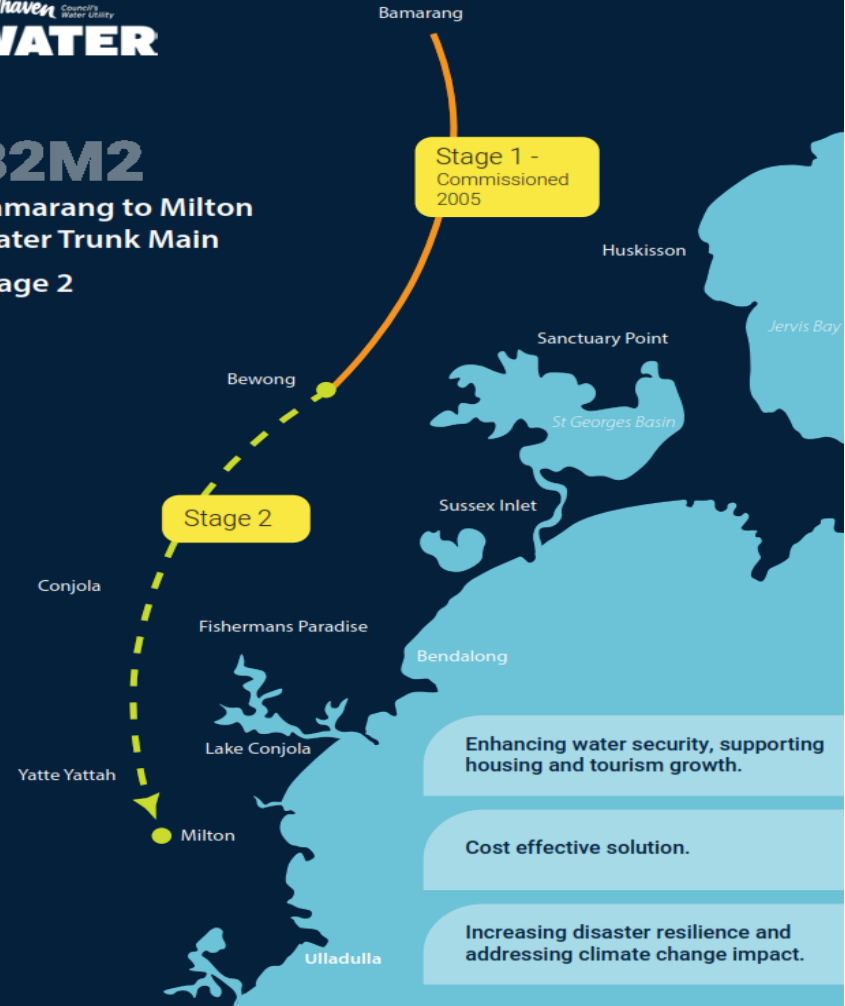 haven Council's
Water Utility
WATER
B2M2
amarang to Milton
ater Trunk Main
age 2
Bamarang
Stage 1 -
Commissioned
2005
Huskisson
Jervis Bay
Sanctuary Point
Bewong
St Georges Basin
Sussex Inlet
Stage 2
Conjola
Fishermans Paradise
Bendalong
Lake Conjola
Yatte Yattah
Milton
Ulladulla
Enhancing water security, supporting
housing and tourism growth.
Cost effective solution.
Increasing disaster resilience and
addressing climate change impact.